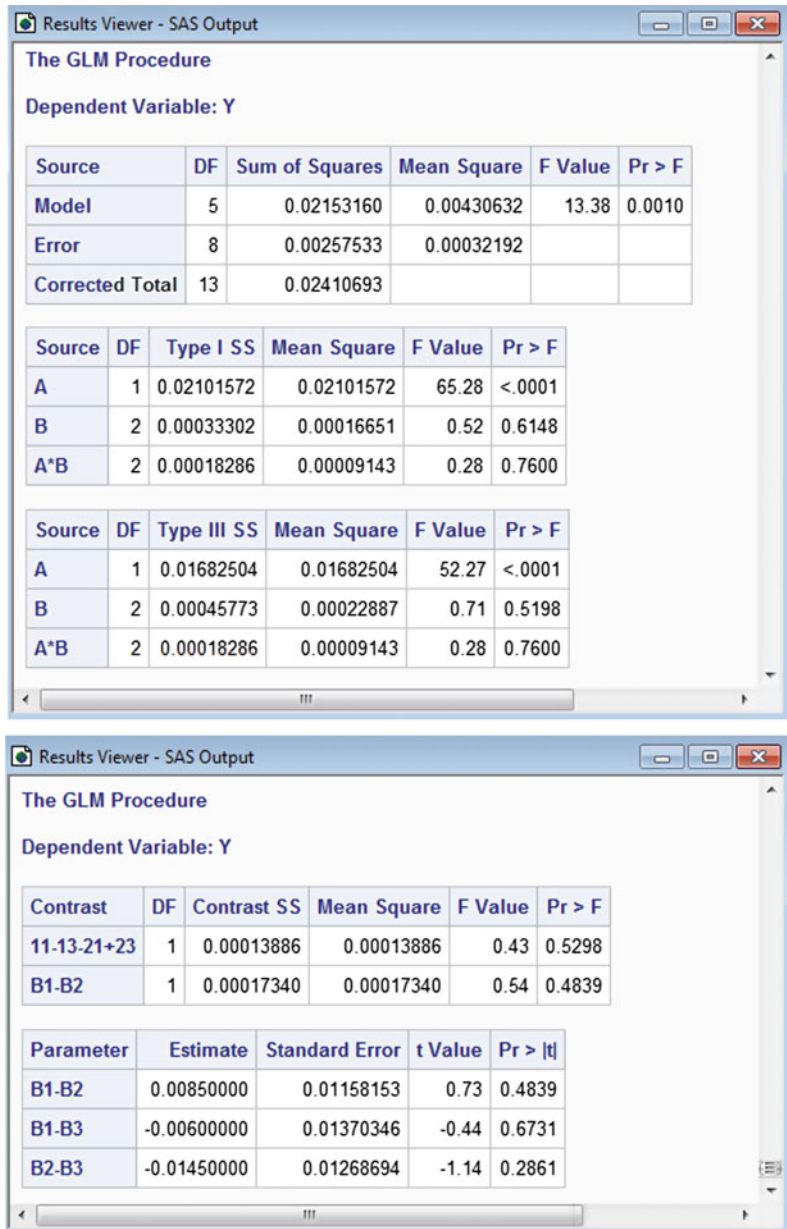 Results Viewer - SAS Output
The GLM Procedure
Dependent Variable: Y
Source DF Sum of Squares Mean Square F Value Pr > F
Model 5 0.02153160 0.00430632 13.38 0.0010
Error 8 0.00257533 0.00032192
Corrected Total 13 0.02410693
Source DF Type I SS Mean Square F Value Pr > F
A 1 0.02101572 0.02101572 65.28 <.0001
B 2 0.00033302 0.00016651 0.52 0.6148
A*B 2 0.00018286 0.00009143 0.28 0.7600
Source DF Type III SS Mean Square F Value Pr > F
A 1 0.01682504 0.01682504 52.27 <.0001
B 2 0.00045773 0.00022887 0.71 0.5198
A*B 2 0.00018286 0.00009143 0.28 0.7600
Results Viewer - SAS Output
The GLM Procedure
Dependent Variable: Y
Contrast DF Contrast SS Mean Square F Value Pr > F
11-13-21+23 1 0.00013886 0.00013886 0.43 0.5298
B1-B2 1 0.00017340 0.00017340 0.54 0.4839
Parameter Estimate Standard Error t Value Pr > |t|
B1-B2 0.00850000 0.01158153 0.73 0.4839
B1-B3 -0.00600000 0.01370346 -0.44 0.6731
B2-B3 -0.01450000 0.01268694 -1.14 0.2861